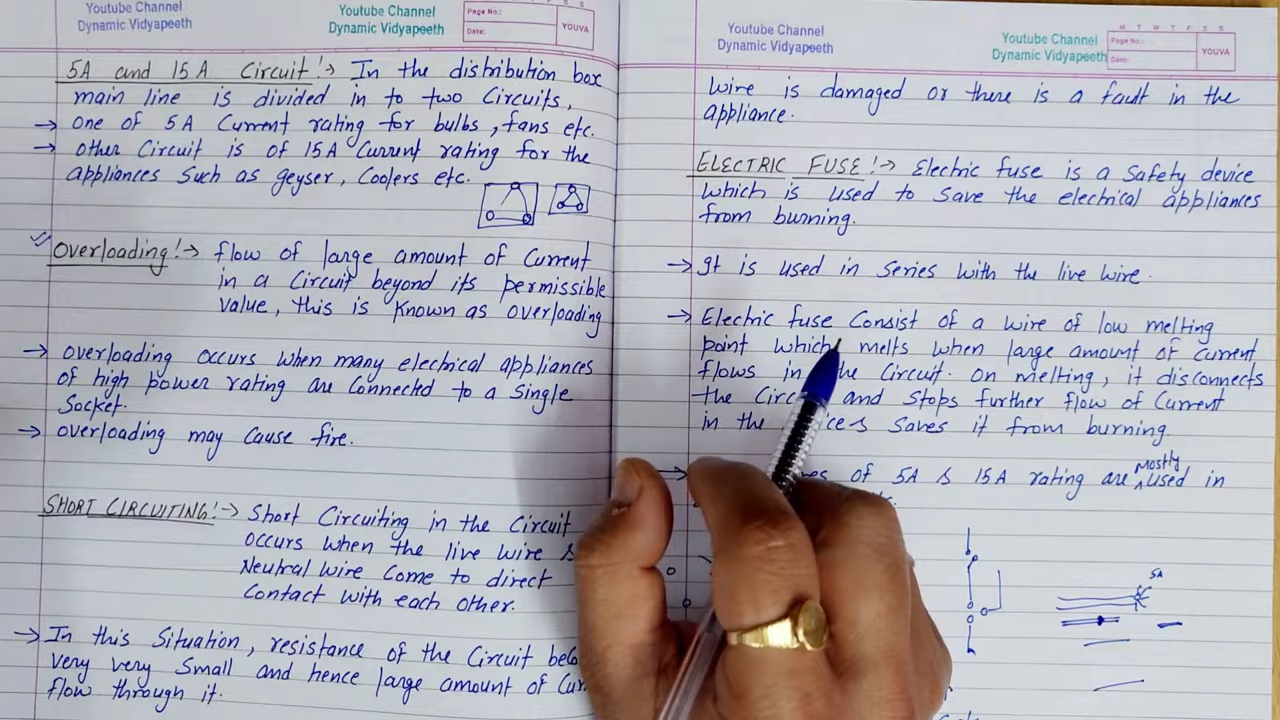 Youtube Channel
Dynamic Vidyapeeth
Youtube Channel
Dynamic Vidyapeeth
Page No.:
Date:
YOUVA
5A and 15A Circuit!→ In the distribution box
main line is divided in to two Circuits,
→ one of 5A Current rating for bulbs, fans etc.
→ other Circuit is of 15A Current rating for the
appliances such as geyser, Coolers etc.
Overloading!→ flow of large amount of Current
in a Circuit beyond its permissible
value, this is known as overloading
→ overloading occurs when many electrical appliances
of high power rating are connected to a single
Socket.
→ overloading may cause fire.
SHORT CIRCUITING!→ Short Circuiting in the Circuit
occurs when the live wire &
Neutral wire come to direct
Contact with each other.
→ In this Situation, resistance of the Circuit
very very small and hence large amount of
flow through it.
Youtube Channel
Dynamic Vidyapeeth
Youtube Channel
Dynamic Vidyapeeth
M T W T F S S
Page No.:
Date:
YOUVA
wire is damaged or there is a fault in the
appliance.
ELECTRIC FUSE!→ Electric fuse is a safety device
which is used to save the electrical appliances
from burning.
→ It is used in series with the live wire.
→ Electric fuse Consist of a wire of low melting
point which melts when large amount of current
flows in the Circuit. On melting, it disconnects
the and stops further flow of Current
in the & saves it from burning.
→ of 5A & 15A rating are mostly used in
5A